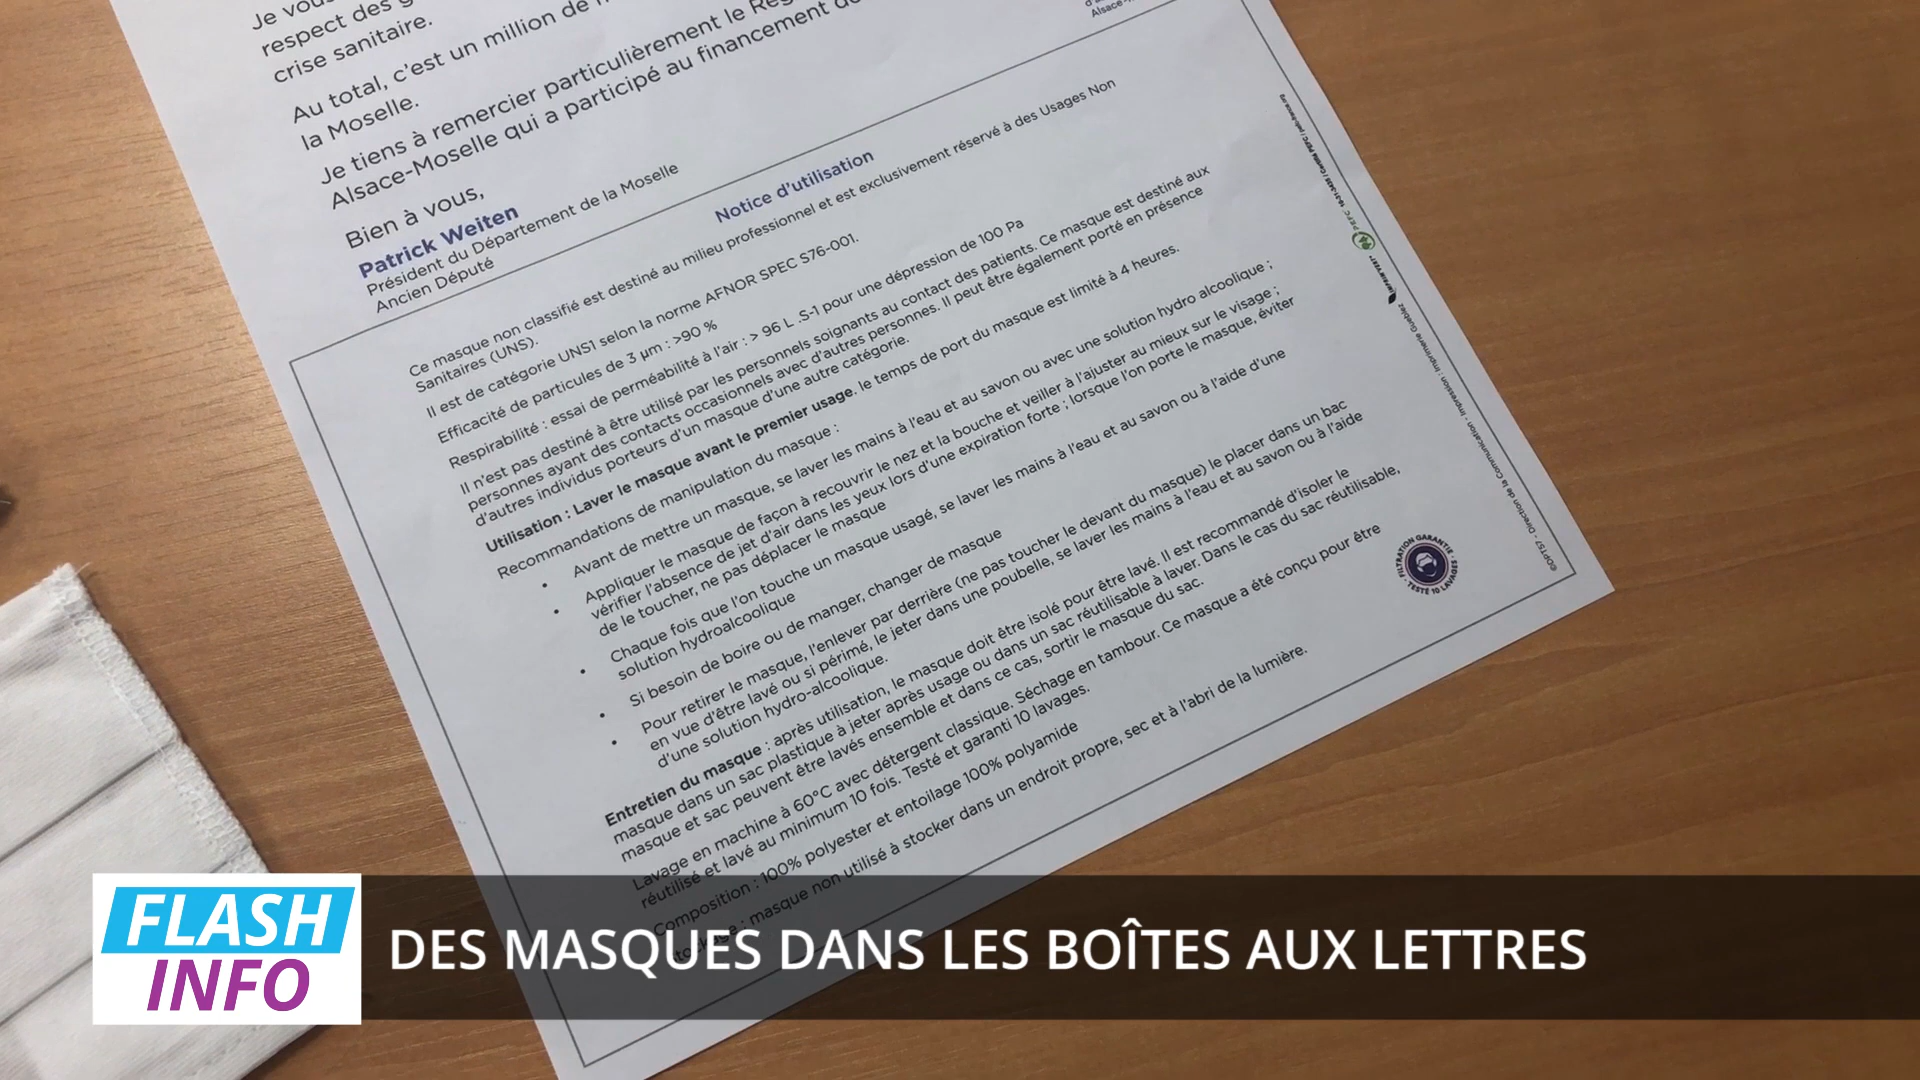 Je vous
respect des
crise sanitaire.
Au total, c'est un million de
la Moselle.
Je tiens à remercier particulièrement le
Alsace-Moselle qui a participé au financement
Bien à vous,
Patrick Weiten
Président du Département de la Moselle
Ancien Député
Notice d'utilisation
Ce masque non classifié est destiné au milieu professionnel et est exclusivement réservé à des Usages Non
Sanitaires (UNS).
Il est de catégorie UNS1 selon la norme AFNOR SPEC S76-001.
Efficacité de particules de 3 µm : >90 %
Respirabilité : essai de perméabilité à l'air : > 96 L .S-1 pour une dépression de 100 Pa
Il n'est pas destiné à être utilisé par les personnels soignants au contact des patients. Ce masque est destiné aux
personnes ayant des contacts occasionnels avec d'autres personnes. Il peut être également porté en présence
d'autres individus porteurs d'un masque d'une autre catégorie.
Utilisation : Laver le masque avant le premier usage. le temps de port du masque est limité à 4 heures.
Recommandations de manipulation du masque :
• Avant de mettre un masque, se laver les mains à l'eau et au savon ou avec une solution hydro alcoolique ;
• Appliquer le masque de façon à recouvrir le nez et la bouche et veiller à l'ajuster au mieux sur le visage ;
vérifier l'absence de jet d'air dans les yeux lors d'une expiration forte ; lorsque l'on porte le masque, éviter
de le toucher, ne pas déplacer le masque
• Chaque fois que l'on touche un masque usagé, se laver les mains à l'eau et au savon ou à l'aide d'une
solution hydroalcoolique
• Si besoin de boire ou de manger, changer de masque
• Pour retirer le masque, l'enlever par derrière (ne pas toucher le devant du masque) le placer dans un bac
en vue d'être lavé ou si périmé, le jeter dans une poubelle, se laver les mains à l'eau et au savon ou à l'aide
d'une solution hydro-alcoolique.
Entretien du masque : après utilisation, le masque doit être isolé pour être lavé. Il est recommandé d'isoler le
masque dans un sac plastique à jeter après usage ou dans un sac réutilisable à laver. Dans le cas du sac réutilisable,
masque et sac peuvent être lavés ensemble et dans ce cas, sortir le masque du sac.
Lavage en machine à 60°C avec détergent classique. Séchage en tambour. Ce masque a été conçu pour être
réutilisé et lavé au minimum 10 fois. Testé et garanti 10 lavages.
Composition : 100% polyester et entoilage 100% polyamide
Stockage : masque non utilisé à stocker dans un endroit propre, sec et à l'abri de la lumière.
FILTRATION GARANTIE
TESTÉ 10 LAVAGES
©DPT57 - Direction de la Communication - Impression : Imprimerie Guebler
IMPRIM'VERT
PEFC 10-31-3435 / Certifié PEFC / pefc-france.org
FLASH
INFO
DES MASQUES DANS LES BOÎTES AUX LETTRES